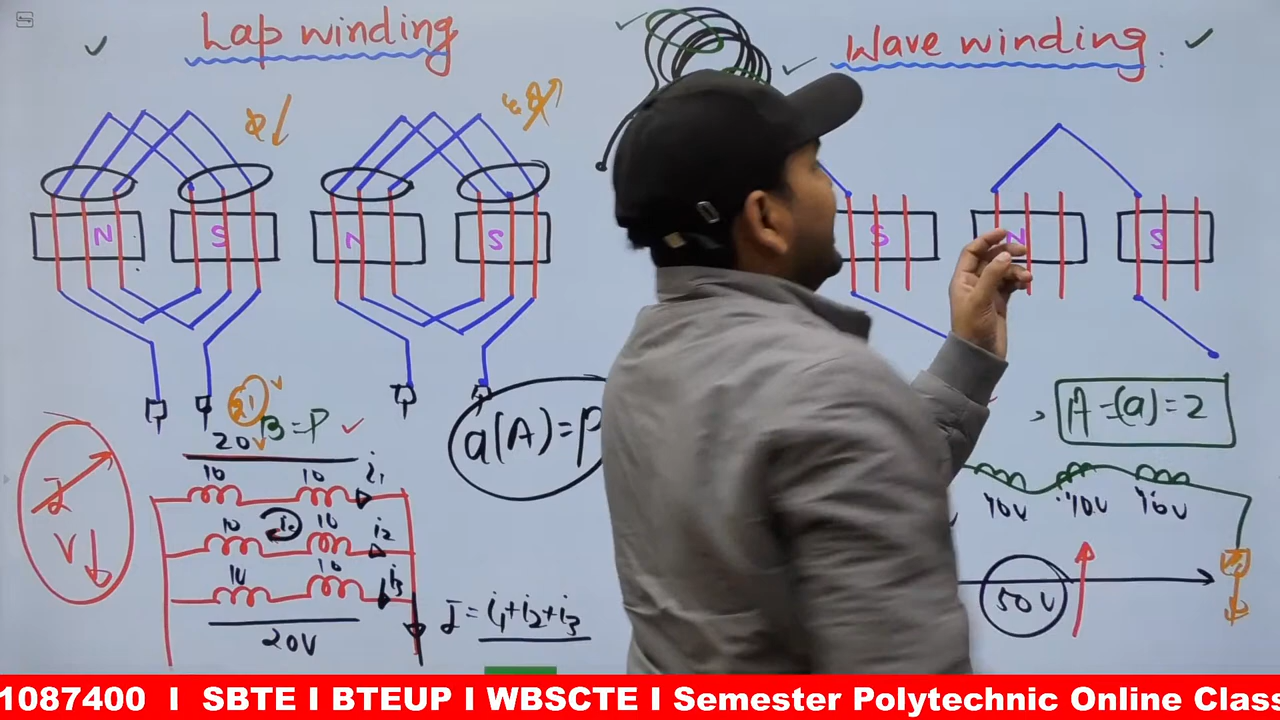 Lap winding
Wave winding
ϕ↓
N S N S
S N S
21
20V
B=P
a(A)=P
A=(a)=2
I
V↓
10 10 i1
10 10 i2
10 10 i3
20V
I=i1+i2+i3
10V 10V 10V
50V
1087400 I SBTE I BTEUP I WBSCTE I Semester Polytechnic Online Class